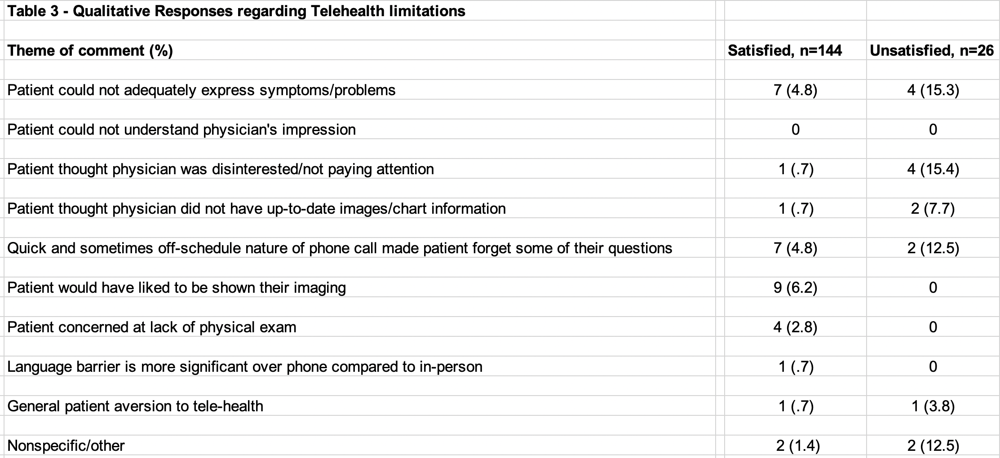 Table 3 - Qualitative Responses regarding Telehealth limitations
Theme of comment (%) Satisfied, n=144 Unsatisfied, n=26
Patient could not adequately express symptoms/problems 7 (4.8) 4 (15.3)
Patient could not understand physician's impression 0 0
Patient thought physician was disinterested/not paying attention 1 (.7) 4 (15.4)
Patient thought physician did not have up-to-date images/chart information 1 (.7) 2 (7.7)
Quick and sometimes off-schedule nature of phone call made patient forget some of their questions 7 (4.8) 2 (12.5)
Patient would have liked to be shown their imaging 9 (6.2) 0
Patient concerned at lack of physical exam 4 (2.8) 0
Language barrier is more significant over phone compared to in-person 1 (.7) 0
General patient aversion to tele-health 1 (.7) 1 (3.8)
Nonspecific/other 2 (1.4) 2 (12.5)